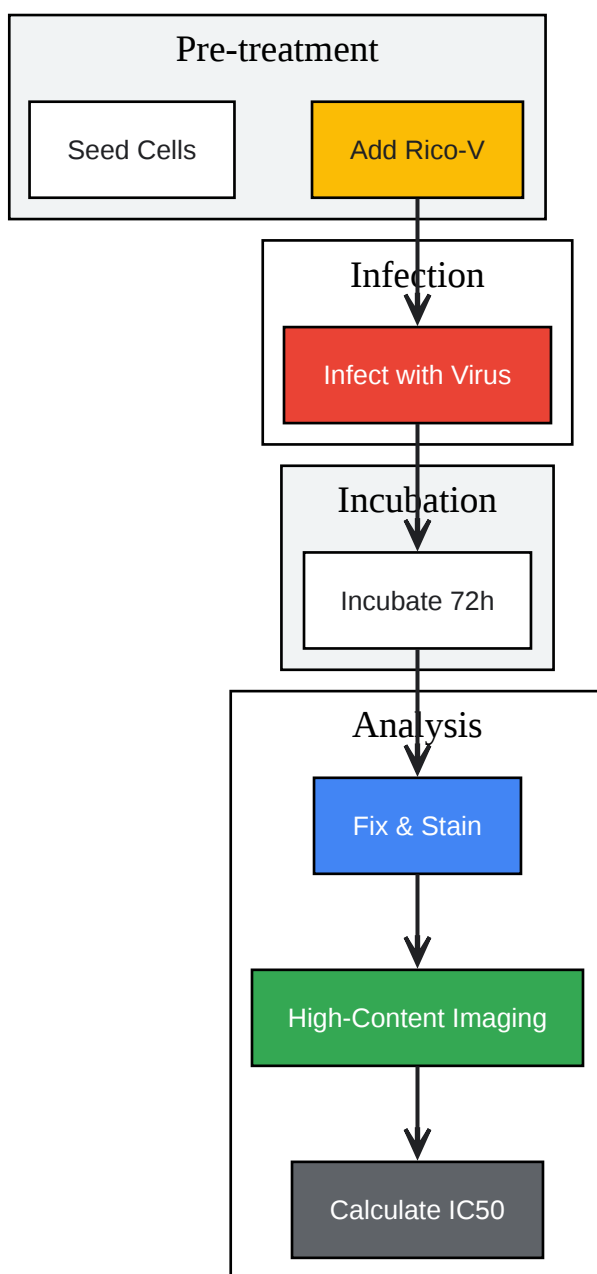 Pre-treatment
Seed Cells
Add Rico-V
Infection
Infect with Virus
Incubation
Incubate 72h
Analysis
Fix & Stain
High-Content Imaging
Calculate IC50